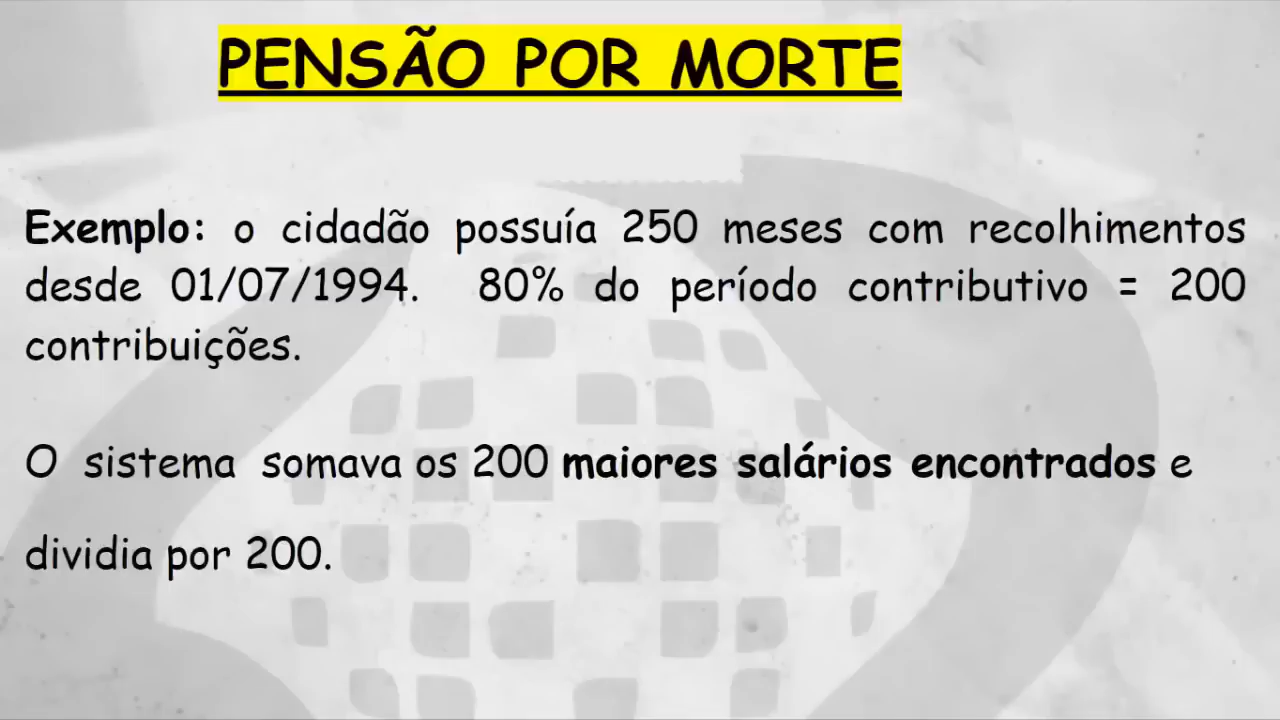 PENSÃO POR MORTE
Exemplo: o cidadão possuía 250 meses com recolhimentos
desde 01/07/1994. 80% do período contributivo = 200
contribuições.
O sistema somava os 200 maiores salários encontrados e
dividia por 200.